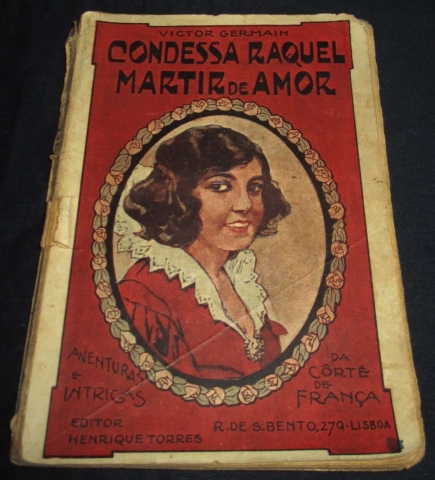 VICTOR GERMAIN
CONDESSA RAQUEL
MARTIR DE AMOR
AVENTURAS
E
INTRIGAS
DA
CÔRTE
DE
FRANÇA
EDITOR
HENRIQUE TORRES
R. DE S. BENTO, 279-LISBOA